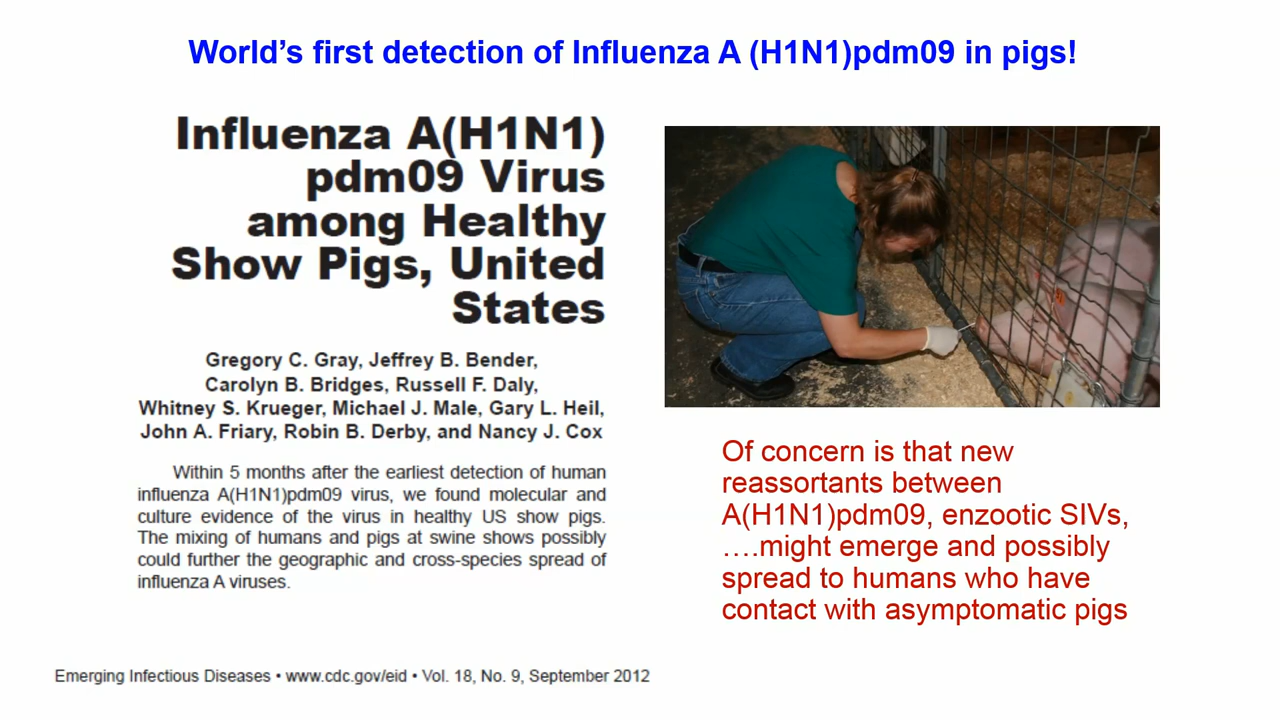 World's first detection of Influenza A (H1N1)pdm09 in pigs!
Influenza A(H1N1)
pdm09 Virus
among Healthy
Show Pigs, United
States
Gregory C. Gray, Jeffrey B. Bender,
Carolyn B. Bridges, Russell F. Daly,
Whitney S. Krueger, Michael J. Male, Gary L. Heil,
John A. Friary, Robin B. Derby, and Nancy J. Cox
Within 5 months after the earliest detection of human
influenza A(H1N1)pdm09 virus, we found molecular and
culture evidence of the virus in healthy US show pigs.
The mixing of humans and pigs at swine shows possibly
could further the geographic and cross-species spread of
influenza A viruses.
Of concern is that new
reassortants between
A(H1N1)pdm09, enzootic SIVs,
….might emerge and possibly
spread to humans who have
contact with asymptomatic pigs
Emerging Infectious Diseases • www.cdc.gov/eid • Vol. 18, No. 9, September 2012